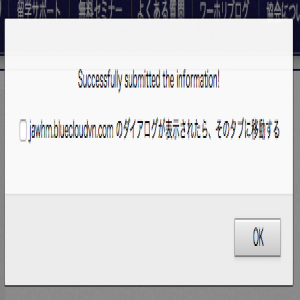 留学サポート 無料セミナー よくある質問 ワーホリブログ 協会につ
Successfully submitted the information!
jawhm.bluecloudvn.com のダイアログが表示されたら、そのタブに移動する
OK